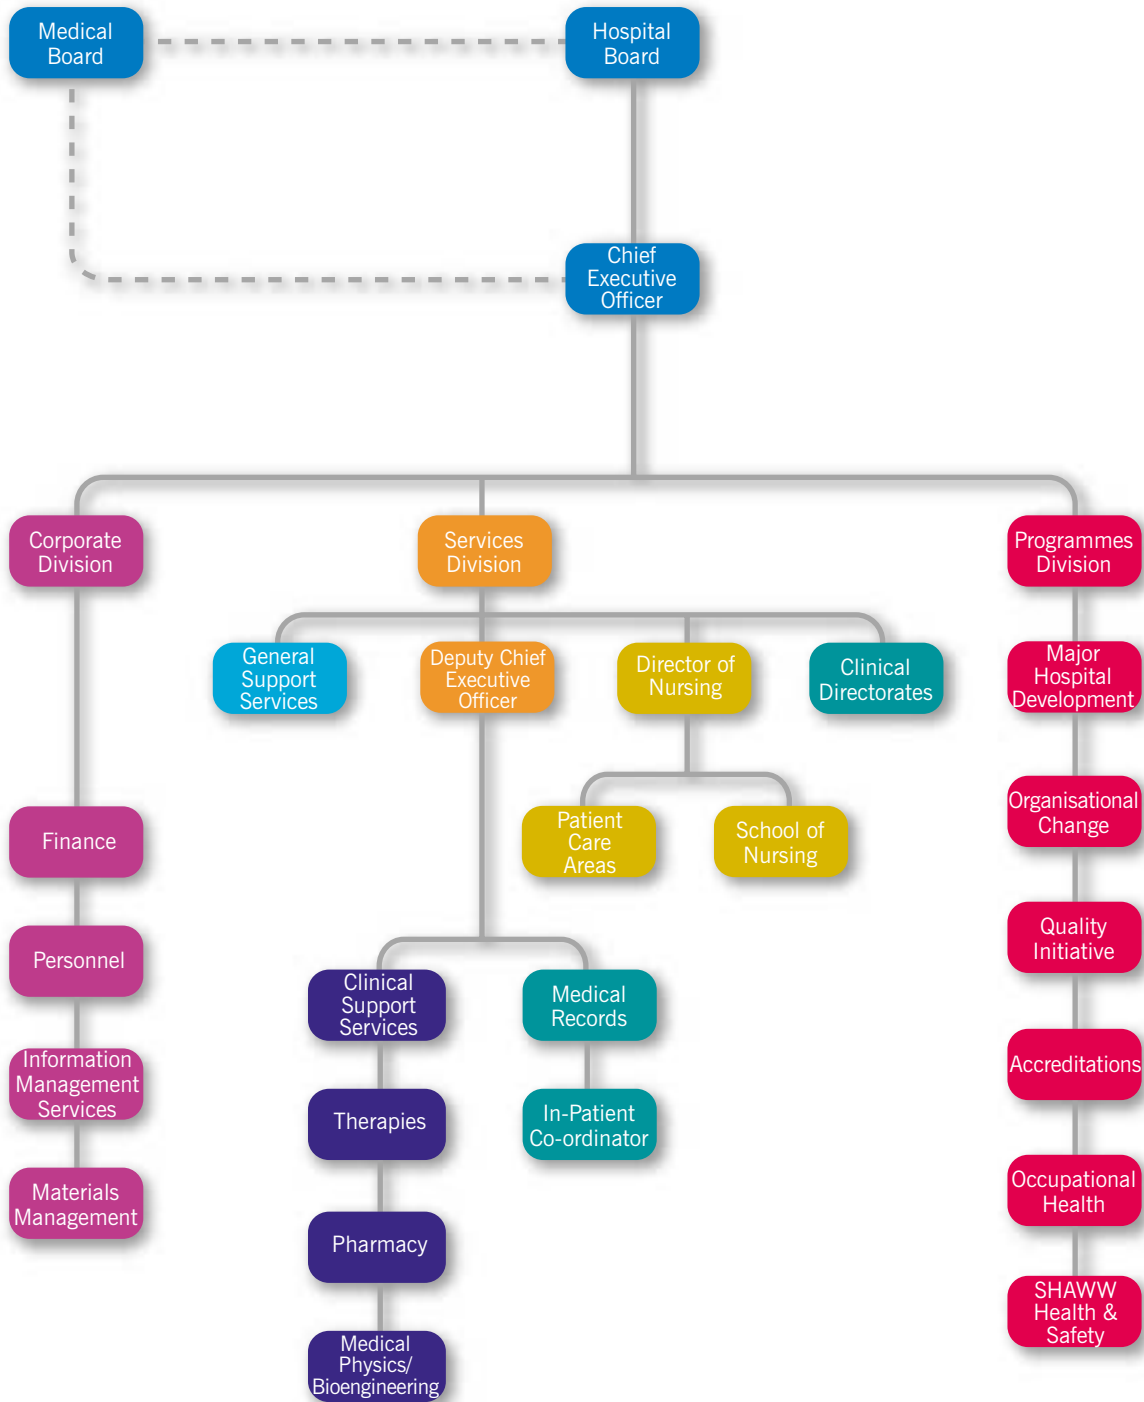 Medical
Board
Hospital
Board
Chief
Executive
Officer
Corporate
Division
Services
Division
Programmes
Division
General
Support
Services
Deputy Chief
Executive
Officer
Director of
Nursing
Clinical
Directorates
Major
Hospital
Development
Organisational
Change
Finance
Patient
Care
Areas
School of
Nursing
Quality
Initiative
Personnel
Clinical
Support
Services
Medical
Records
Information
Management
Services
Accreditations
Therapies
In-Patient
Co-ordinator
Materials
Management
Occupational
Health
Pharmacy
SHAWW
Health &
Safety
Medical
Physics/
Bioengineering